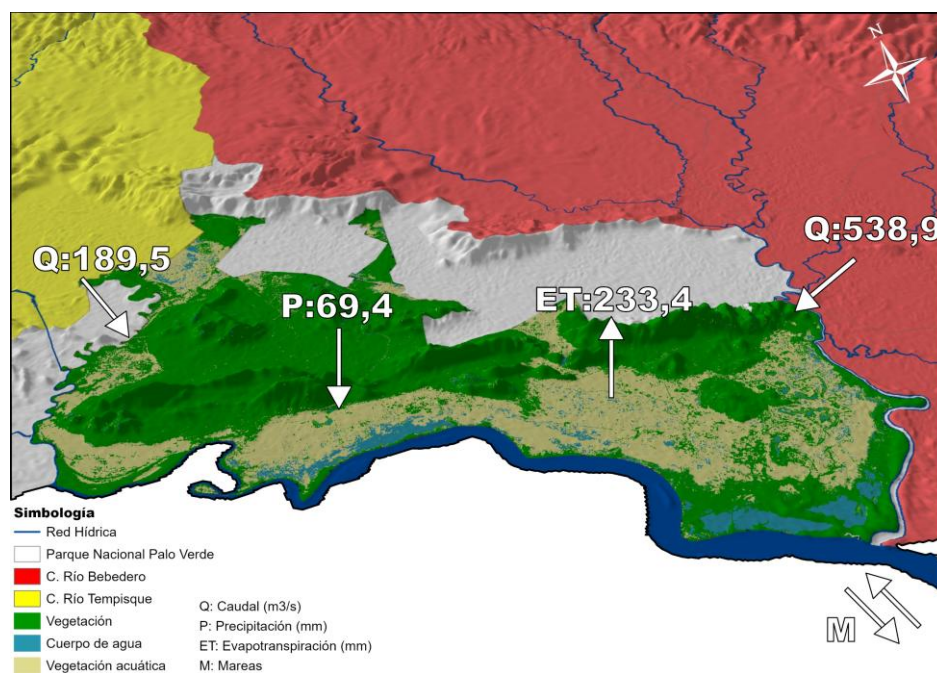 N
Q:189,5
Q:538,9
P:69,4
ET:233,4
Simbología
Red Hídrica
Parque Nacional Palo Verde
C. Río Bebedero
C. Río Tempisque
Vegetación
Cuerpo de agua
Vegetación acuática
Q: Caudal (m3/s)
P: Precipitación (mm)
ET: Evapotranspiración (mm)
M: Mareas
M